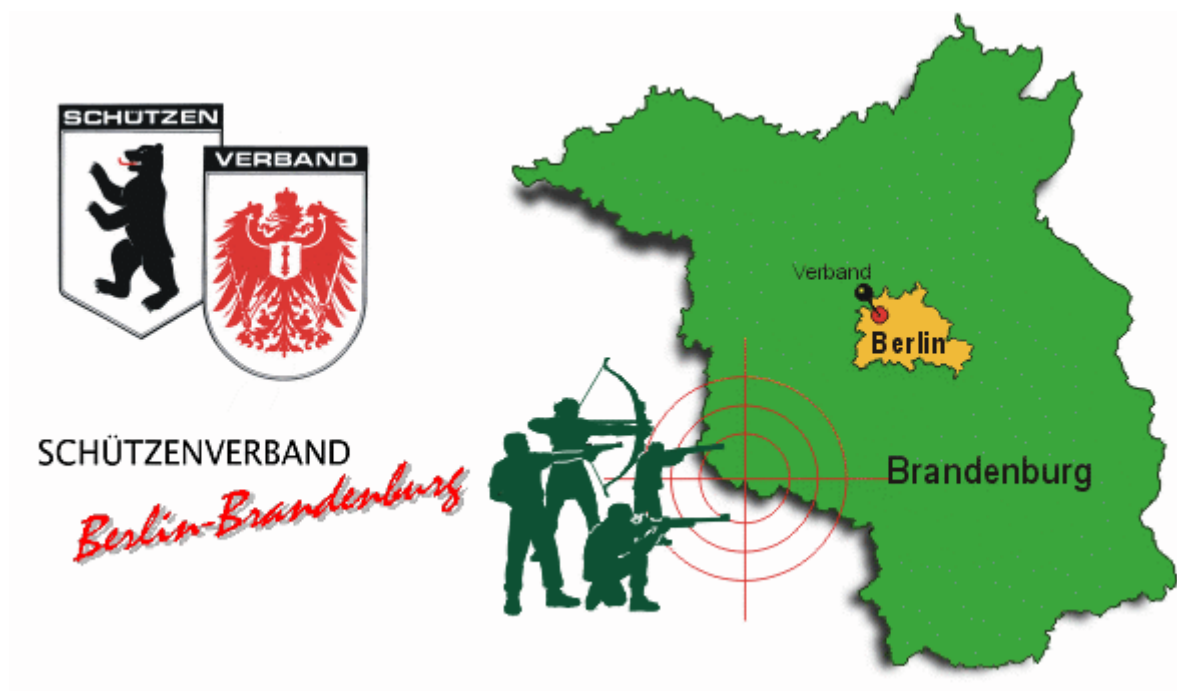 SCHÜTZEN
VERBAND
SCHÜTZENVERBAND
Berlin-Brandenburg
Verband
Berlin
Brandenburg